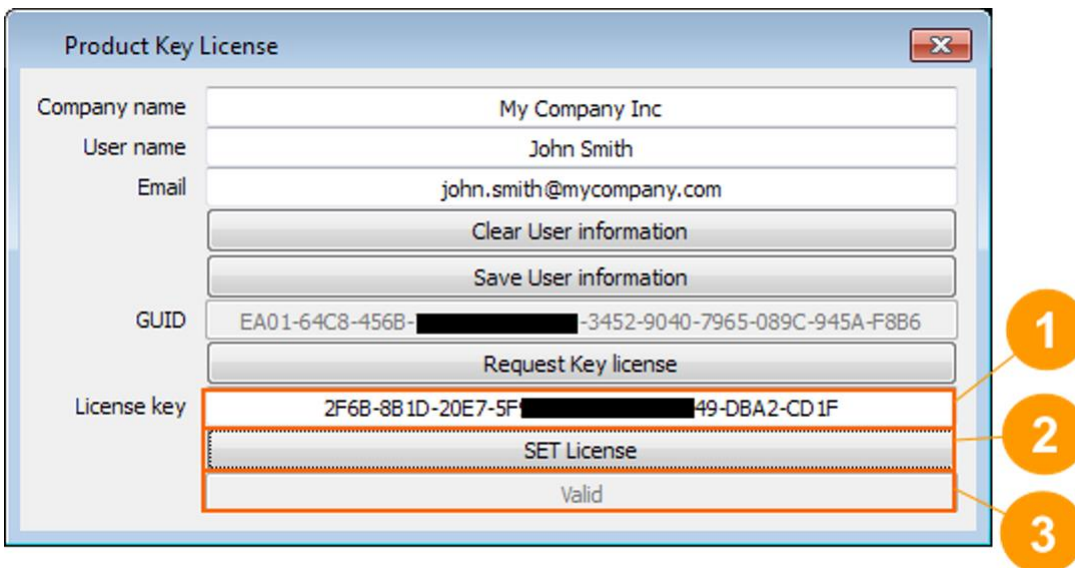 Product Key License
Company name My Company Inc
User name John Smith
Email john.smith@mycompany.com
Clear User information
Save User information
GUID EA01-64C8-456B- -3452-9040-7965-089C-945A-F8B6
Request Key license
1
License key 2F6B-8B1D-20E7-5F 49-DBA2-CD1F
SET License
2
Valid
3